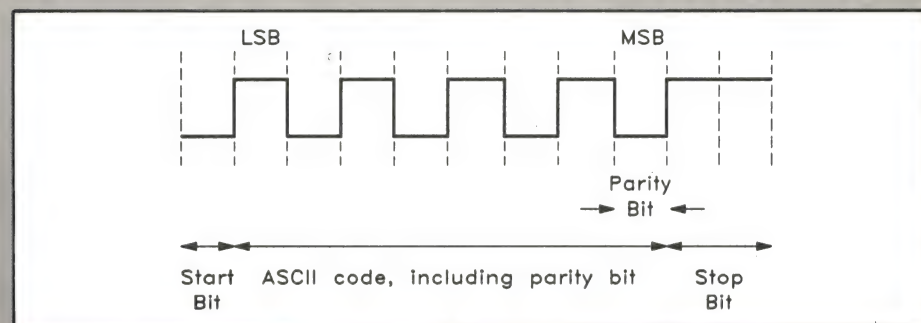 LSB MSB
Parity
Bit
Start ASCII code, including parity bit Stop
Bit Bit